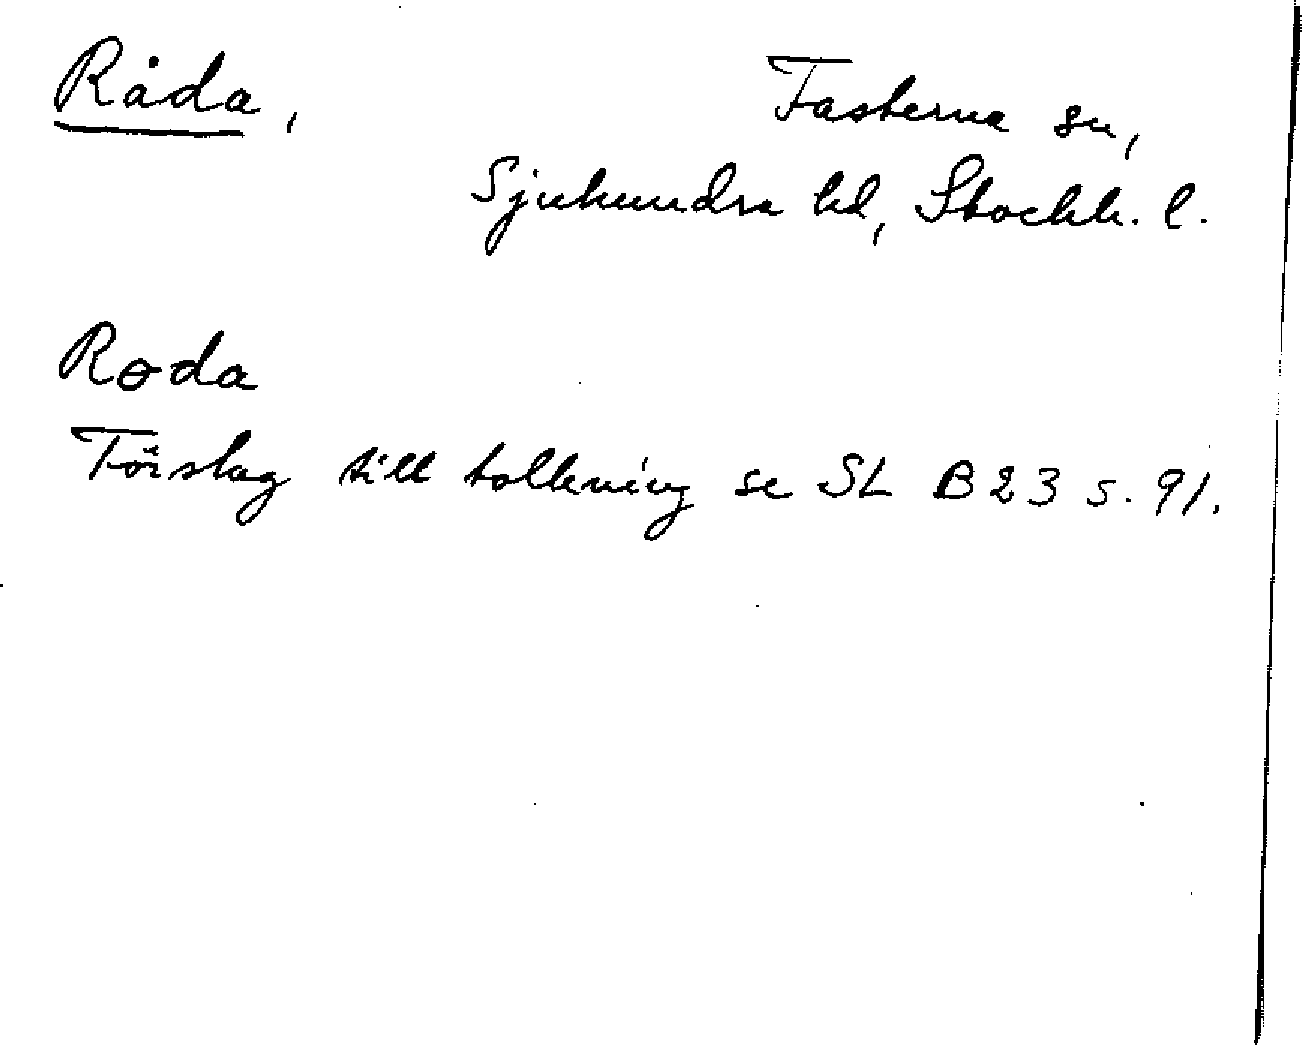 Råda, Fasterna sn,
Sjuhundra hd, Stockh. l.
Roda
Förslag till tolkning se SL B23 s. 91.